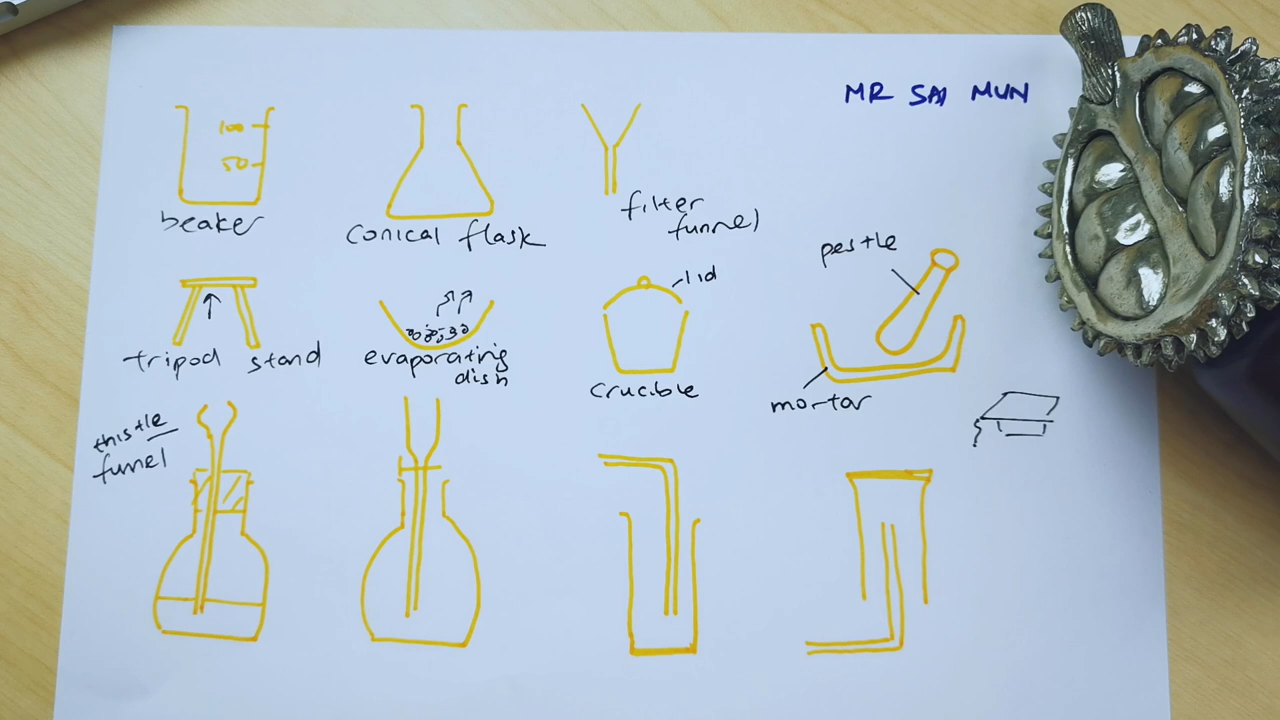 MR SAI MUN
100
50
beaker
conical flask
filter
funnel
tripod stand
evaporating
dish
lid
crucible
pestle
mortar
thistle
funnel